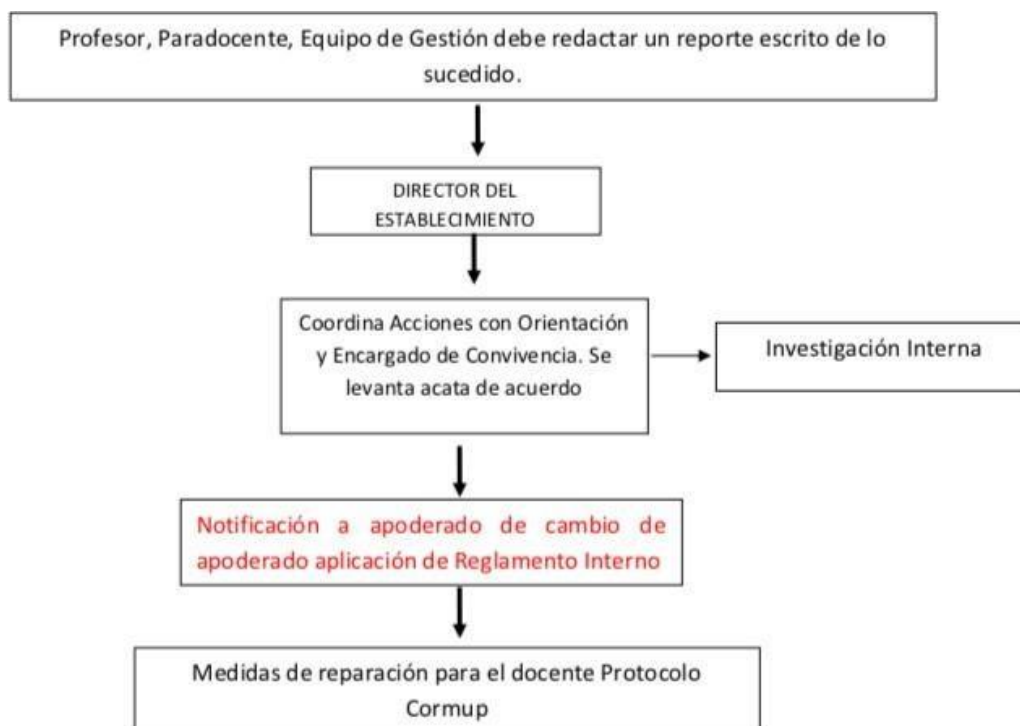 Profesor, Paradocente, Equipo de Gestión debe redactar un reporte escrito de lo
sucedido.
DIRECTOR DEL
ESTABLECIMIENTO
Coordina Acciones con Orientación
y Encargado de Convivencia. Se
levanta acata de acuerdo
Investigación Interna
Notificación a apoderado de cambio de
apoderado aplicación de Reglamento Interno
Medidas de reparación para el docente Protocolo
Cormup